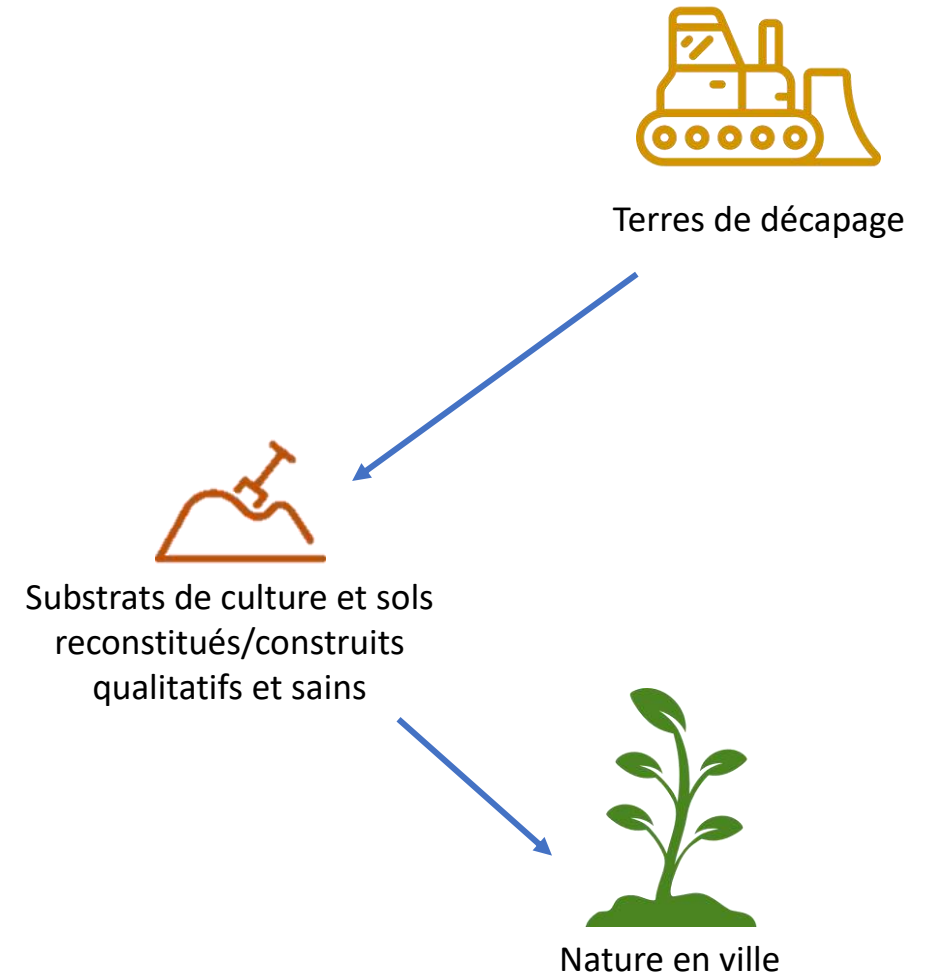 Terres de décapage
Substrats de culture et sols
reconstitués/construits
qualitatifs et sains
Nature en ville